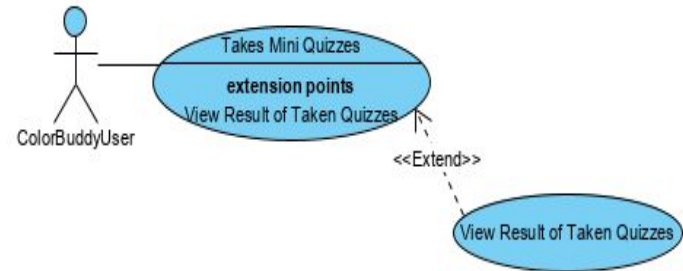 Takes Mini Quizzes
extension points
View Result of Taken Quizzes
ColorBuddyUser
<<Extend>>
View Result of Taken Quizzes